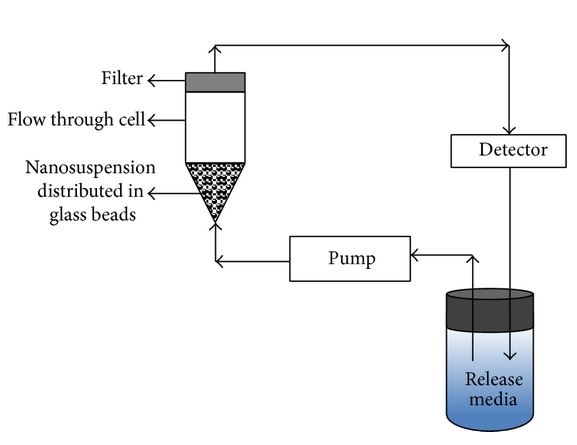 Filter
Flow through cell
Nanosuspension
distributed in
glass beads
Detector
Pump
Release
media